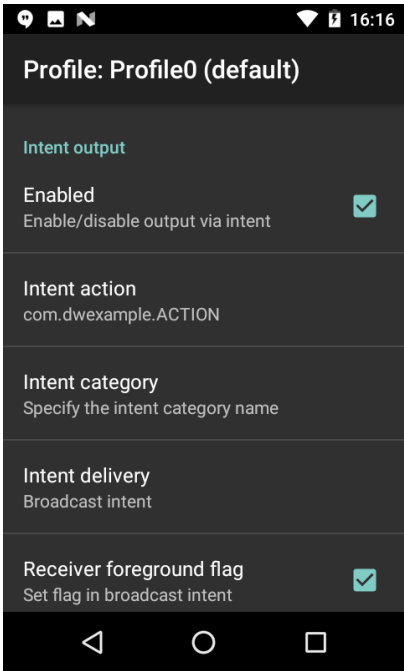 16:16
Profile: Profile0 (default)
Intent output
Enabled
Enable/disable output via intent
Intent action
com.dwexample.ACTION
Intent category
Specify the intent category name
Intent delivery
Broadcast intent
Receiver foreground flag
Set flag in broadcast intent